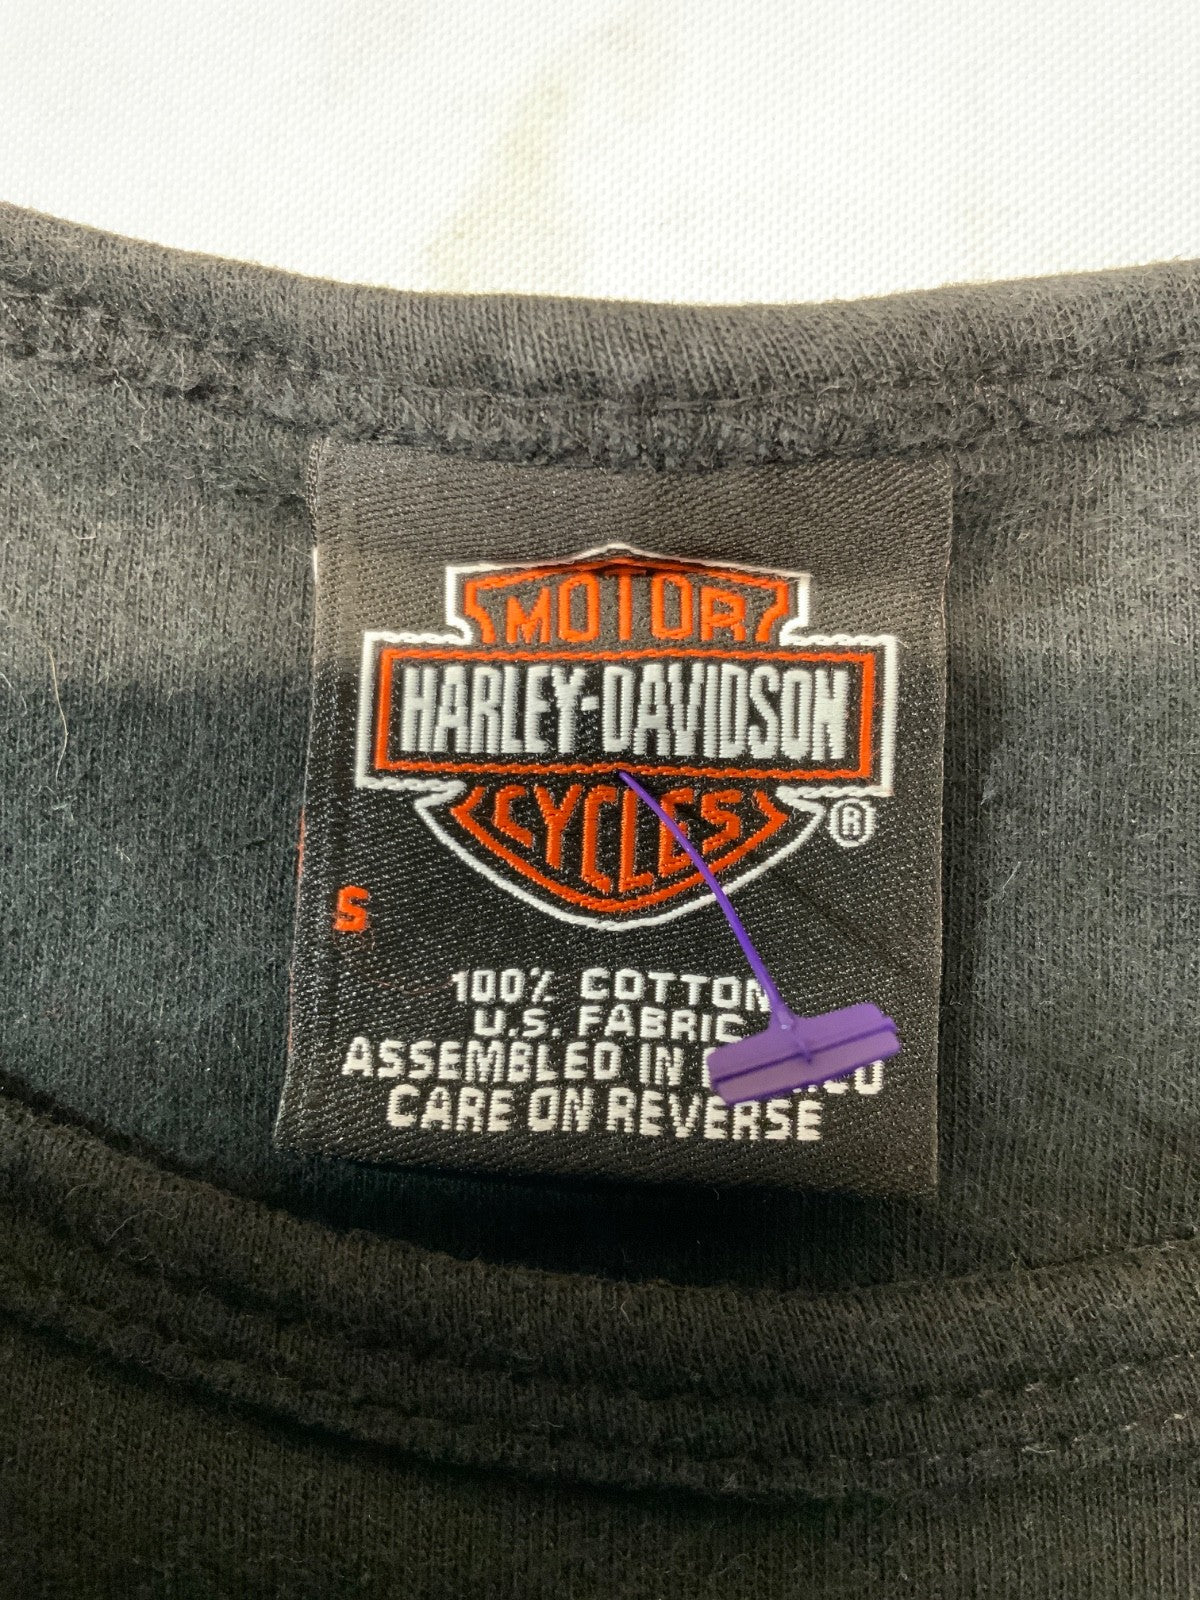 MOTOR
HARLEY-DAVIDSON
CYCLES
®
S
100% COTTON
U.S. FABRIC
ASSEMBLED IN
CARE ON REVERSE